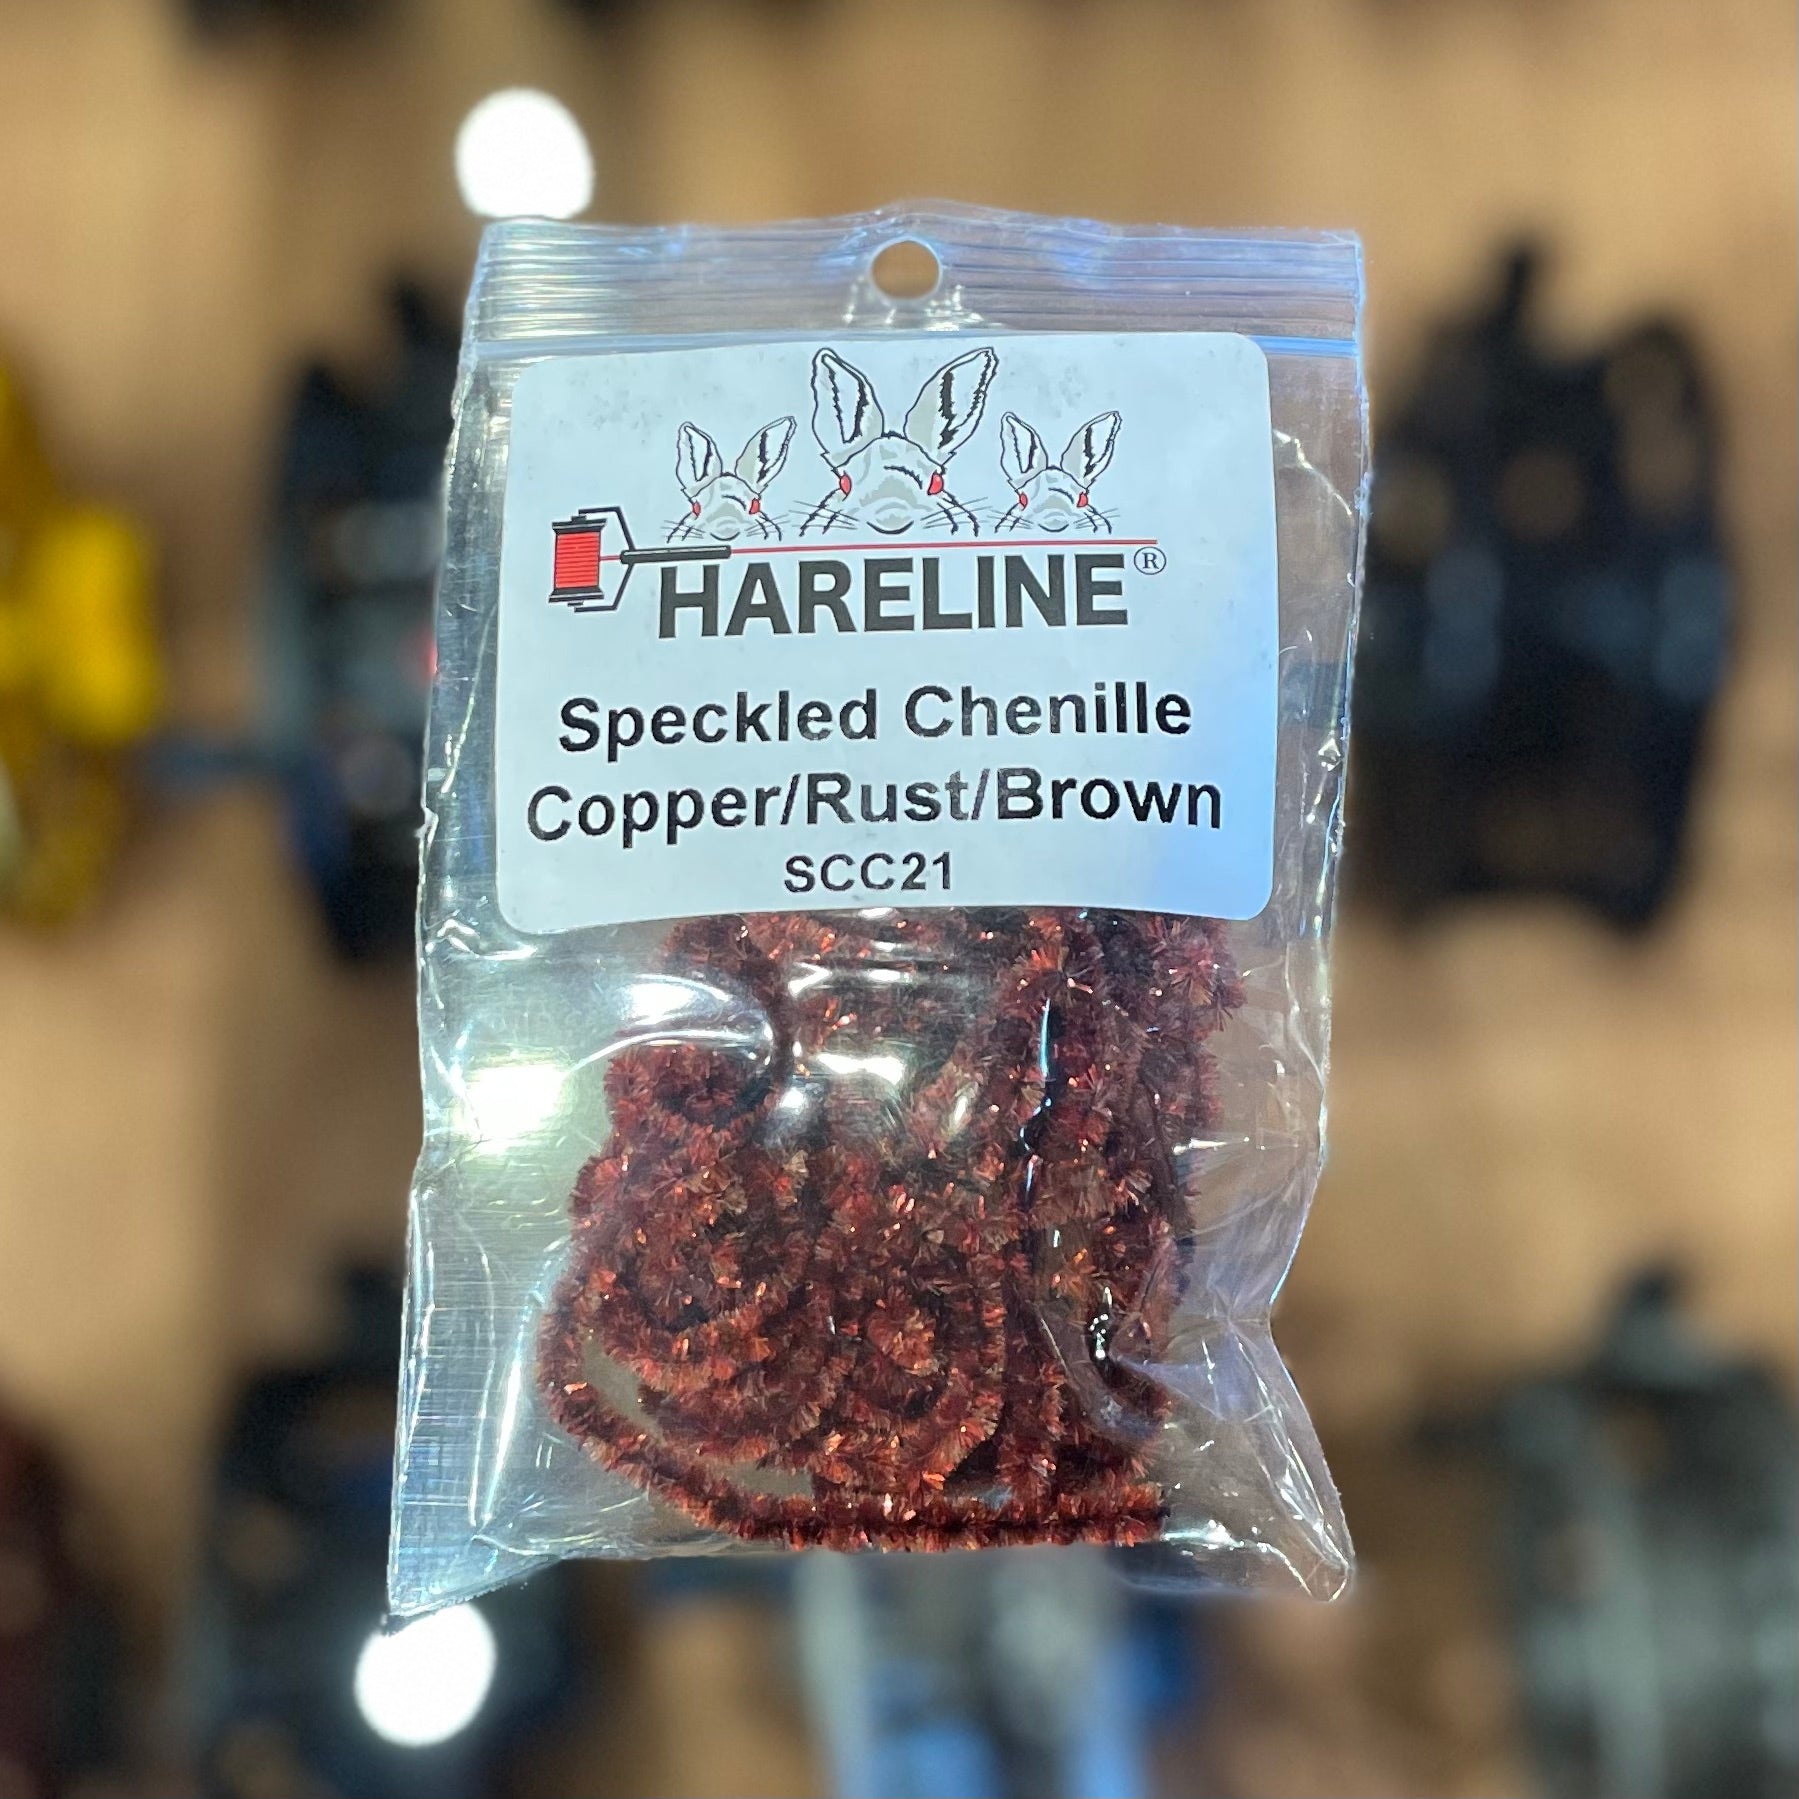 HARELINE®
Speckled Chenille
Copper/Rust/Brown
SCC21